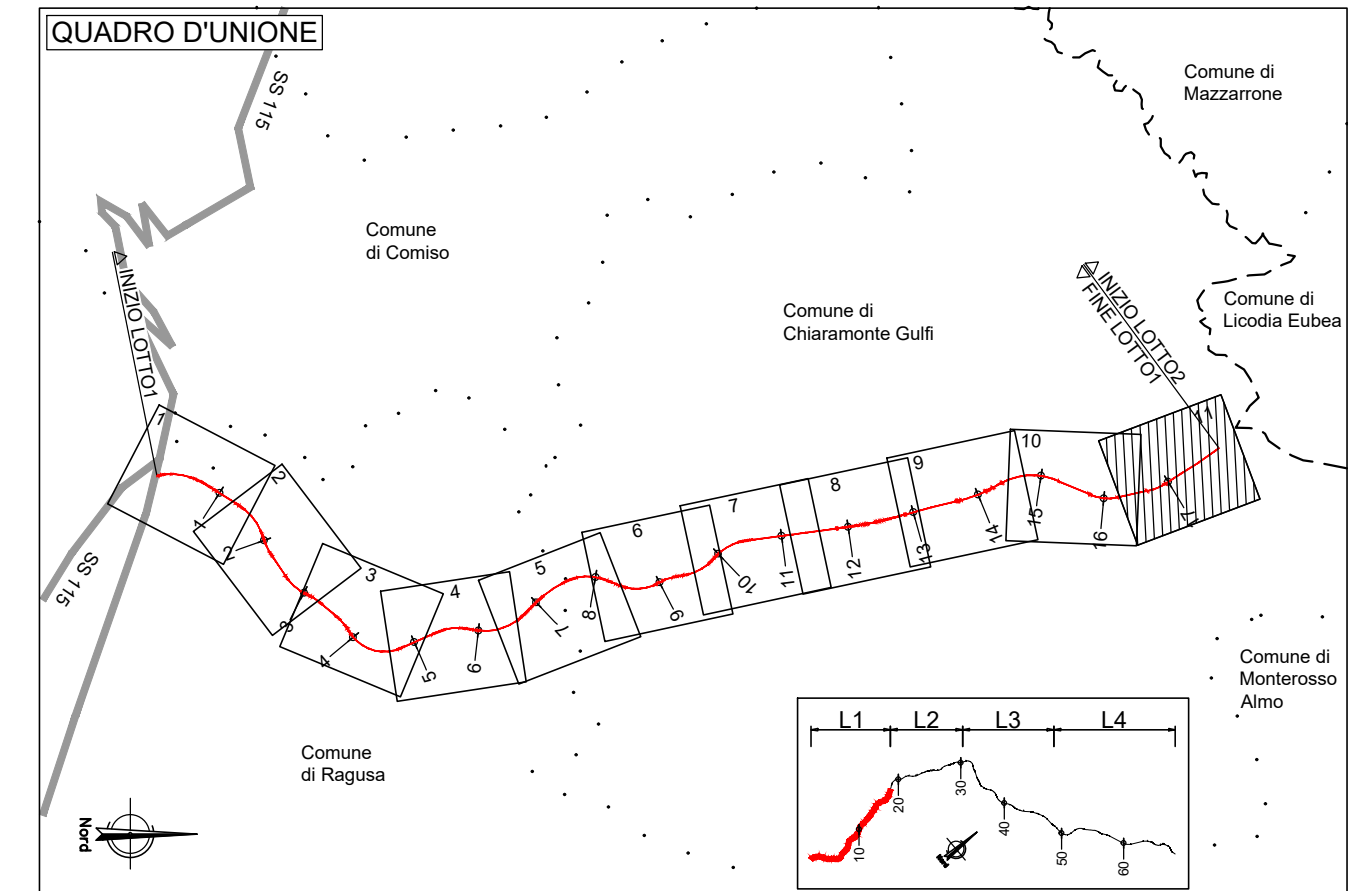 QUADRO D'UNIONE
SS 115
Comune di
Mazzarrone
Comune
di Comiso
INIZIO LOTTO1
INIZIO LOTTO2
FINE LOTTO1
Comune di
Licodia Eubea
Comune di
Chiaramonte Gulfi
1
2
3
4
5
6
7
8
9
10
11
1
2
3
4
5
6
7
8
9
10
11
12
13
14
15
16
17
SS 115
Comune di
Monterosso
Almo
Comune
di Ragusa
Nord
L1
L2
L3
L4
10
20
30
40
50
60